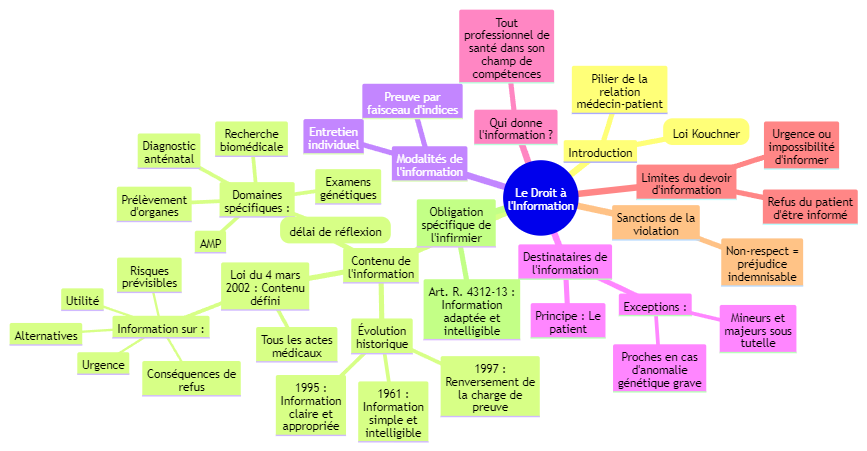 Le Droit à
l'Information
Introduction
Pilier de la
relation
médecin-patient
Loi Kouchner
Limites du devoir
d'information
Urgence ou
impossibilité
d'informer
Refus du patient
d'être informé
Sanctions de la
violation
Non-respect =
préjudice
indemnisable
Destinataires de
l'information
Principe : Le
patient
Exceptions :
Mineurs et
majeurs sous
tutelle
Proches en cas
d'anomalie
génétique grave
Obligation
spécifique de
l'infirmier
Art. R. 4312-13 :
Information
adaptée et
intelligible
Contenu de
l'information
délai de réflexion
Domaines
spécifiques :
Examens
génétiques
Recherche
biomédicale
Diagnostic
anténatal
Prélèvement
d'organes
AMP
Loi du 4 mars
2002 : Contenu
défini
Tous les actes
médicaux
Information sur :
Risques
prévisibles
Utilité
Alternatives
Urgence
Conséquences de
refus
Évolution
historique
1995 :
Information
claire et
appropriée
1961 :
Information
simple et
intelligible
1997 :
Renversement de
la charge de
preuve
Modalités de
l'information
Entretien
individuel
Preuve par
faisceau d'indices
Qui donne
l'information ?
Tout
professionnel de
santé dans son
champ de
compétences